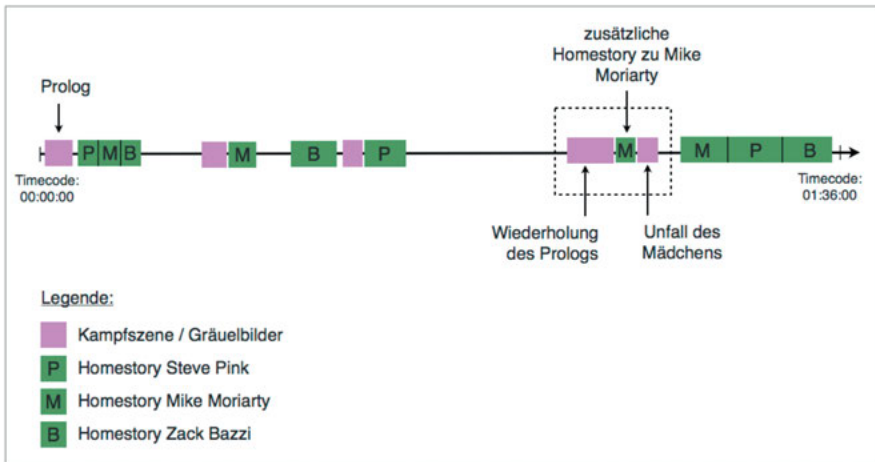 zusätzliche
Homestory zu Mike
Moriarty
Prolog
P M B
M
B
P
M
M P B
Timecode:
00:00:00
Timecode:
01:36:00
Wiederholung
des Prologs
Unfall des
Mädchens
Legende:
Kampfszene / Gräuelbilder
P Homestory Steve Pink
M Homestory Mike Moriarty
B Homestory Zack Bazzi